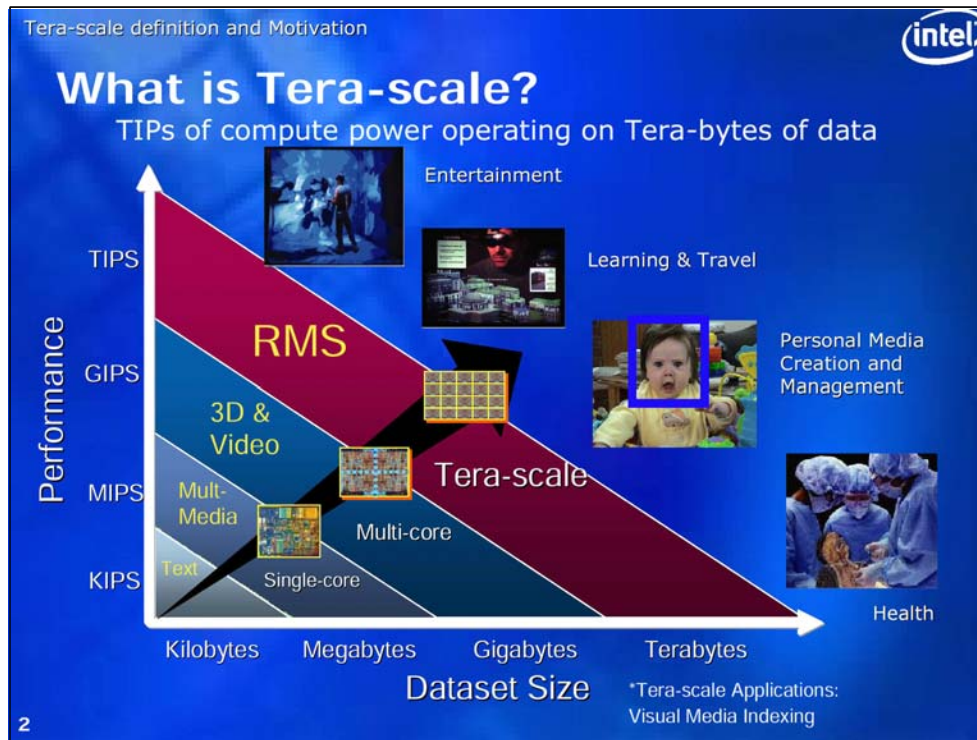 Tera-scale definition and Motivation
intel
What is Tera-scale?
TIPs of compute power operating on Tera-bytes of data
Entertainment
Learning & Travel
Personal Media
Creation and
Management
Health
Performance
TIPS
GIPS
MIPS
KIPS
RMS
3D &
Video
Mult-
Media
Text
Tera-scale
Multi-core
Single-core
Kilobytes
Megabytes
Gigabytes
Terabytes
Dataset Size
*Tera-scale Applications:
Visual Media Indexing
2